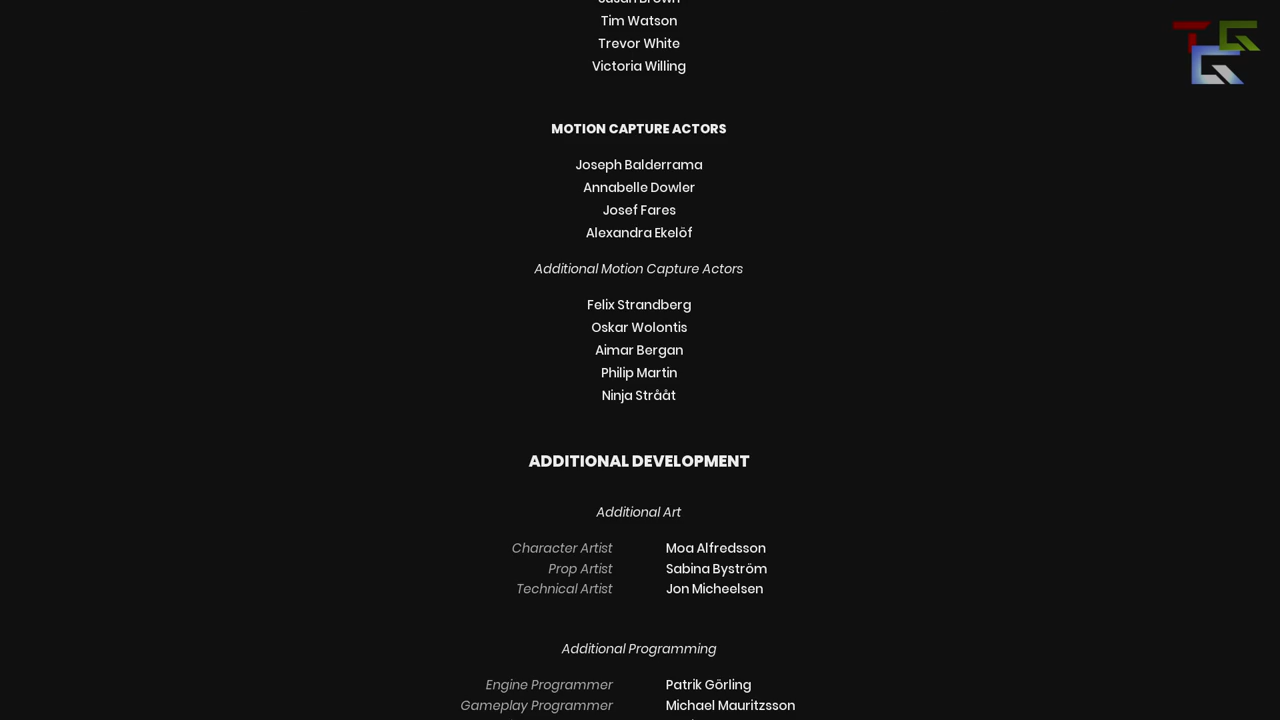 Susan Brown
Tim Watson
Trevor White
Victoria Willing
MOTION CAPTURE ACTORS
Joseph Balderrama
Annabelle Dowler
Josef Fares
Alexandra Ekelöf
Additional Motion Capture Actors
Felix Strandberg
Oskar Wolontis
Aimar Bergan
Philip Martin
Ninja Strååt
ADDITIONAL DEVELOPMENT
Additional Art
Character Artist Moa Alfredsson
Prop Artist Sabina Byström
Technical Artist Jon Micheelsen
Additional Programming
Engine Programmer Patrik Görling
Gameplay Programmer Michael Mauritzsson